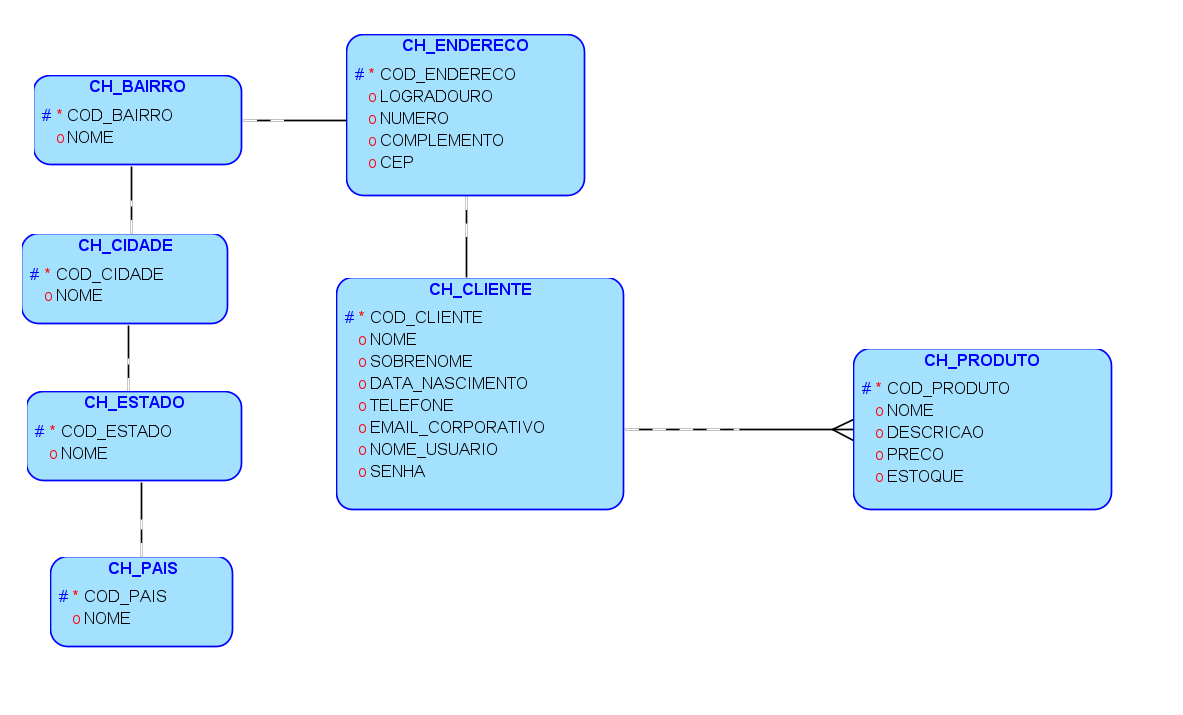 CH_ENDERECO
# * COD_ENDERECO
o LOGRADOURO
o NUMERO
o COMPLEMENTO
o CEP
CH_BAIRRO
# * COD_BAIRRO
o NOME
CH_CIDADE
# * COD_CIDADE
o NOME
CH_ESTADO
# * COD_ESTADO
o NOME
CH_PAIS
# * COD_PAIS
o NOME
CH_CLIENTE
# * COD_CLIENTE
o NOME
o SOBRENOME
o DATA_NASCIMENTO
o TELEFONE
o EMAIL_CORPORATIVO
o NOME_USUARIO
o SENHA
CH_PRODUTO
# * COD_PRODUTO
o NOME
o DESCRICAO
o PRECO
o ESTOQUE